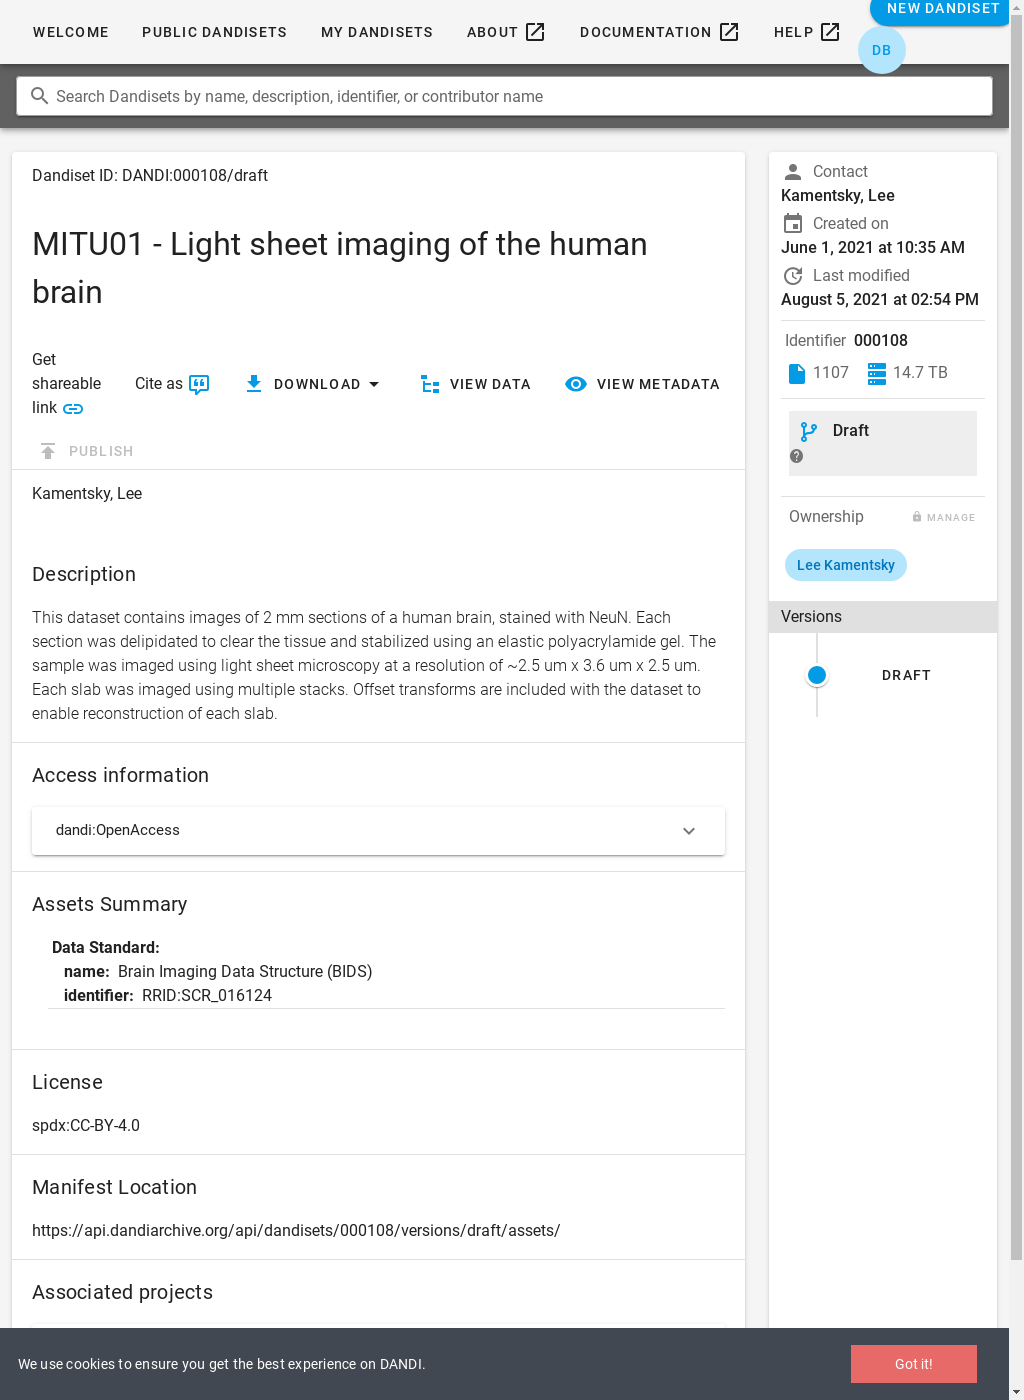 WELCOME PUBLIC DANDISETS MY DANDISETS ABOUT DOCUMENTATION HELP NEW DANDISET
DB
Search Dandisets by name, description, identifier, or contributor name
Dandiset ID: DANDI:000108/draft
MITU01 - Light sheet imaging of the human
brain
Get
shareable
link
Cite as
DOWNLOAD
VIEW DATA
VIEW METADATA
PUBLISH
Kamentsky, Lee
Description
This dataset contains images of 2 mm sections of a human brain, stained with NeuN. Each
section was delipidated to clear the tissue and stabilized using an elastic polyacrylamide gel. The
sample was imaged using light sheet microscopy at a resolution of ~2.5 um x 3.6 um x 2.5 um.
Each slab was imaged using multiple stacks. Offset transforms are included with the dataset to
enable reconstruction of each slab.
Access information
dandi:OpenAccess
Assets Summary
Data Standard:
name: Brain Imaging Data Structure (BIDS)
identifier: RRID:SCR_016124
License
spdx:CC-BY-4.0
Manifest Location
https://api.dandiarchive.org/api/dandisets/000108/versions/draft/assets/
Associated projects
Contact
Kamentsky, Lee
Created on
June 1, 2021 at 10:35 AM
Last modified
August 5, 2021 at 02:54 PM
Identifier 000108
1107 14.7 TB
Draft
Ownership MANAGE
Lee Kamentsky
Versions
DRAFT
We use cookies to ensure you get the best experience on DANDI.
Got it!